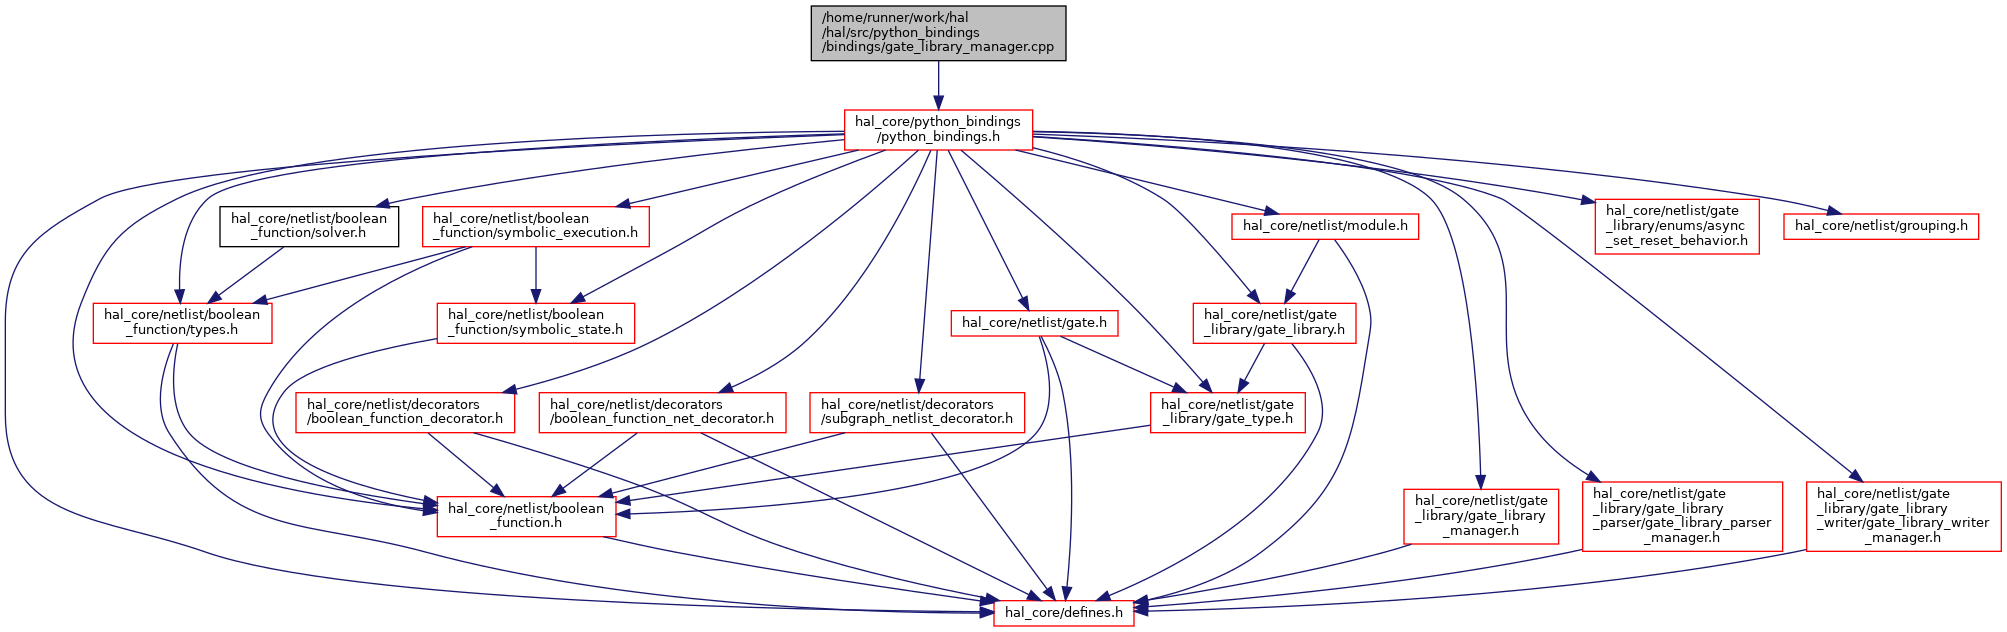 /home/runner/work/hal
/hal/src/python_bindings
/bindings/gate_library_manager.cpp
hal_core/python_bindings
/python_bindings.h
hal_core/netlist/boolean
_function/solver.h
hal_core/netlist/boolean
_function/symbolic_execution.h
hal_core/netlist/module.h
hal_core/netlist/gate
_library/enums/async
_set_reset_behavior.h
hal_core/netlist/grouping.h
hal_core/netlist/boolean
_function/types.h
hal_core/netlist/boolean
_function/symbolic_state.h
hal_core/netlist/gate.h
hal_core/netlist/gate
_library/gate_library.h
hal_core/netlist/decorators
/boolean_function_decorator.h
hal_core/netlist/decorators
/boolean_function_net_decorator.h
hal_core/netlist/decorators
/subgraph_netlist_decorator.h
hal_core/netlist/gate
_library/gate_type.h
hal_core/netlist/boolean
_function.h
hal_core/netlist/gate
_library/gate_library
_manager.h
hal_core/netlist/gate
_library/gate_library
_parser/gate_library_parser
_manager.h
hal_core/netlist/gate
_library/gate_library
_writer/gate_library_writer
_manager.h
hal_core/defines.h